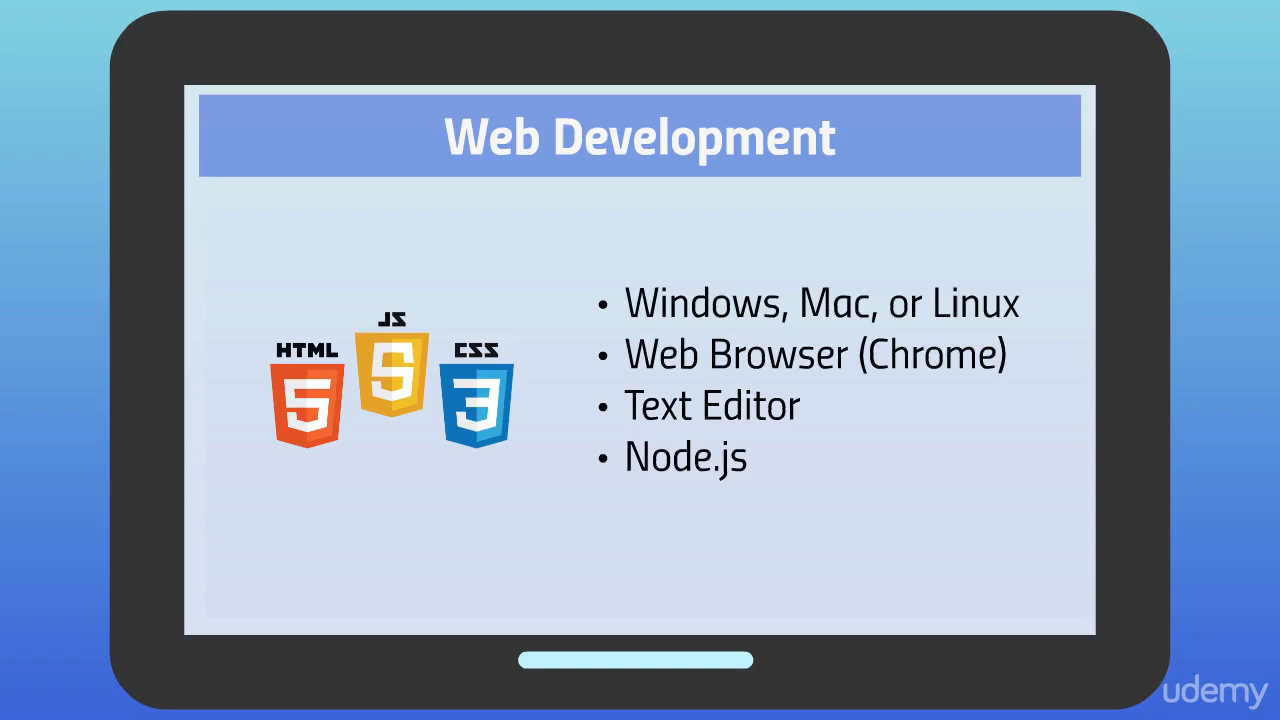 Web Development
JS
HTML
CSS
5
5
3
• Windows, Mac, or Linux
• Web Browser (Chrome)
• Text Editor
• Node.js
udemy